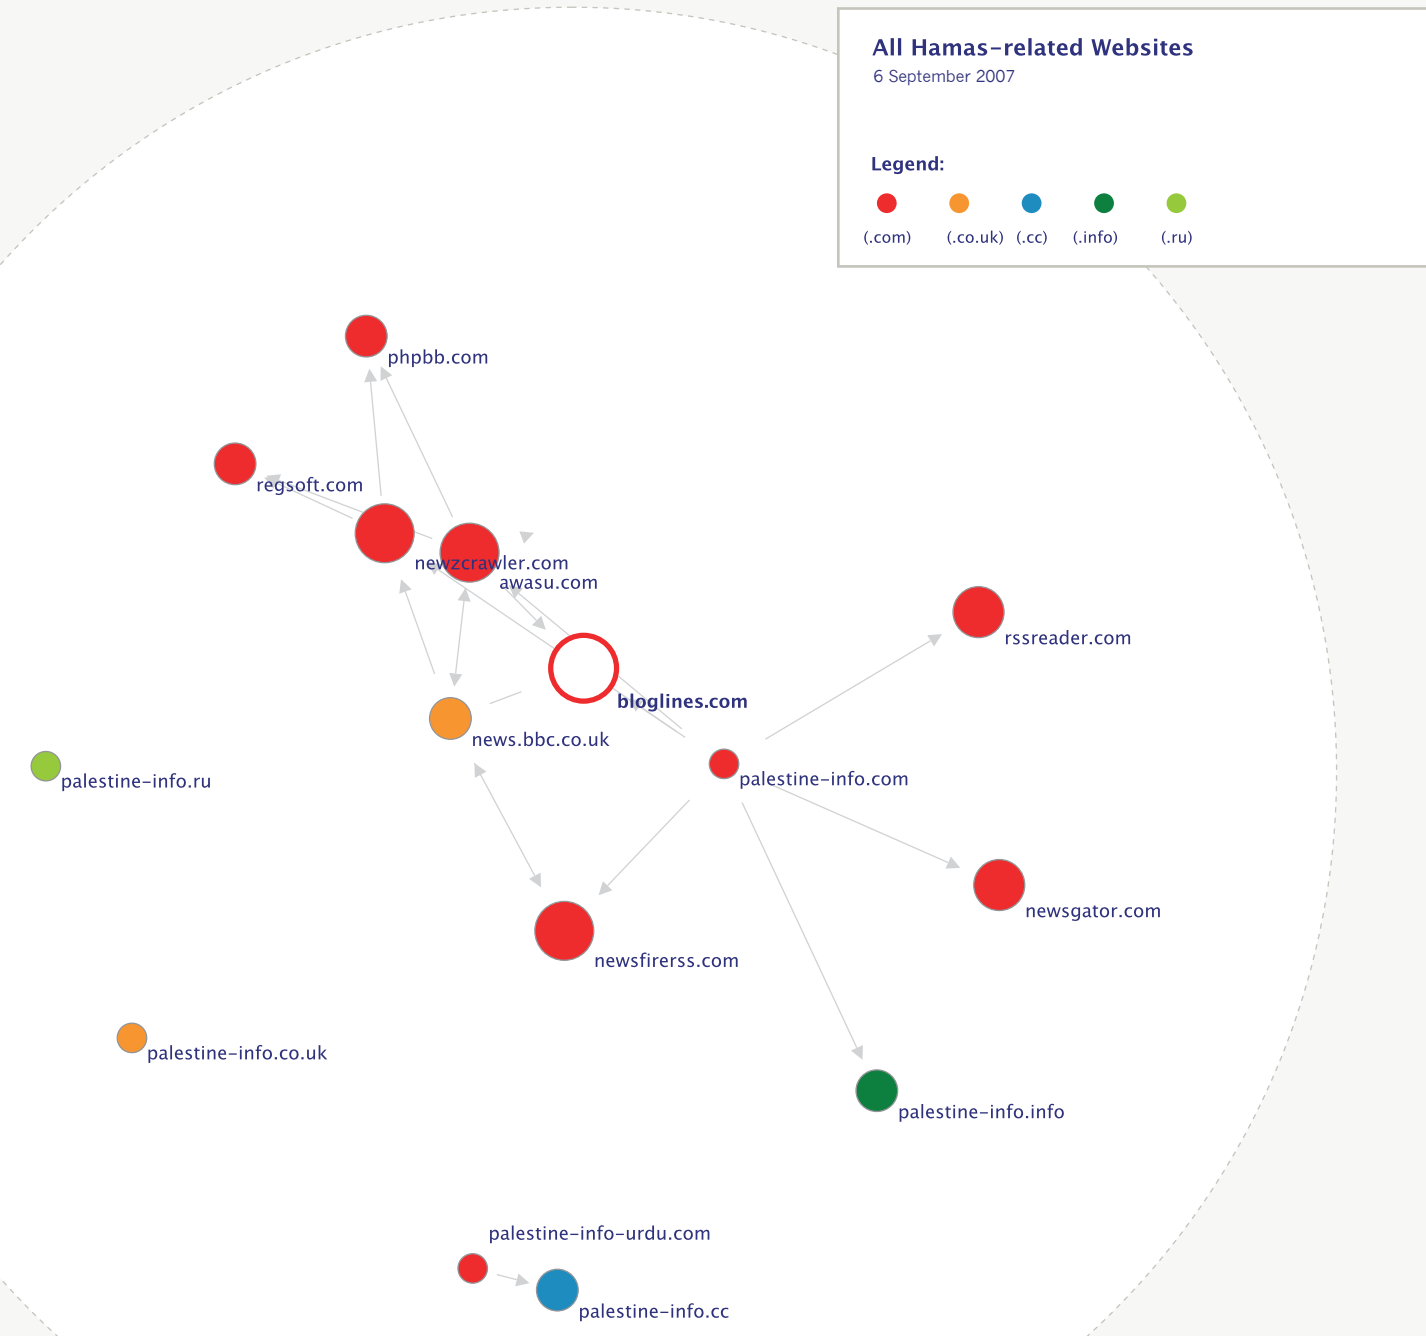 All Hamas-related Websites
6 September 2007
Legend:
(.com) (.co.uk) (.cc) (.info) (.ru)
phpbb.com
regsoft.com
newzcrawler.com
awasu.com
rssreader.com
bloglines.com
news.bbc.co.uk
palestine-info.ru
palestine-info.com
newsgator.com
newsfirerss.com
palestine-info.co.uk
palestine-info.info
palestine-info-urdu.com
palestine-info.cc